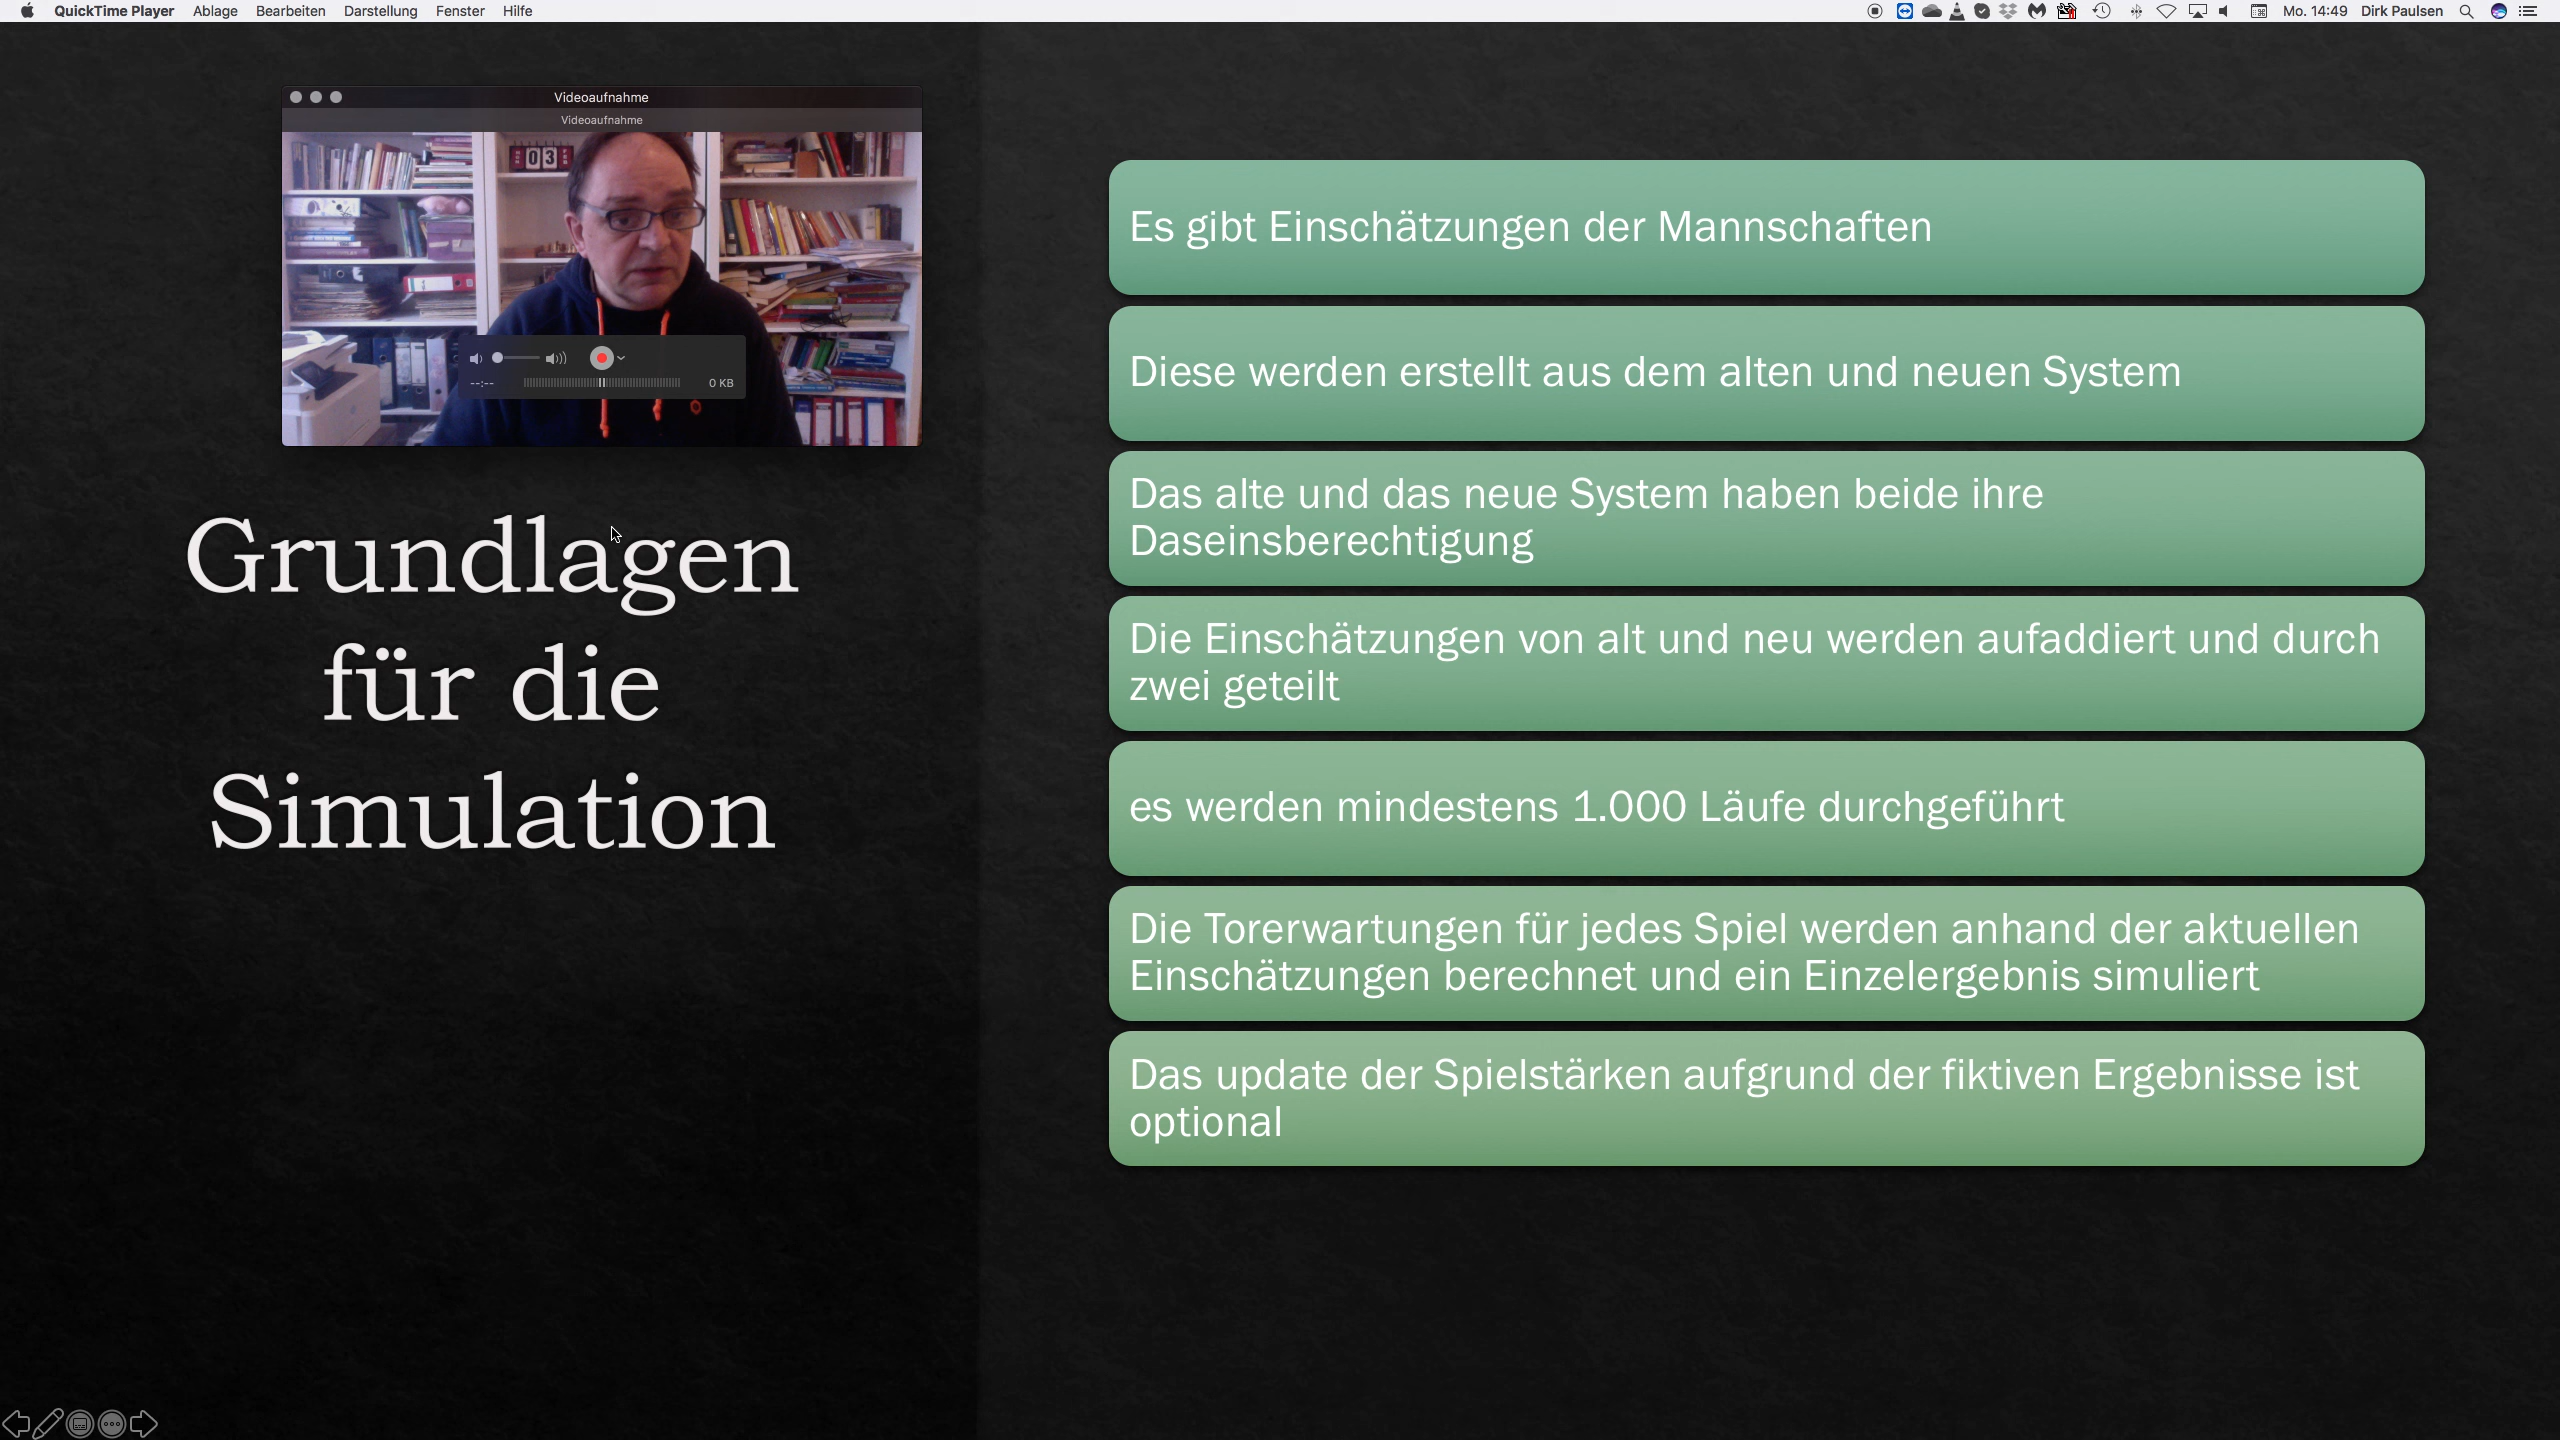 QuickTime Player Ablage Bearbeiten Darstellung Fenster Hilfe Mo. 14:49 Dirk Paulsen
Videoaufnahme
Videoaufnahme
03
--:-- 0 KB
Grundlagen
für die
Simulation
Es gibt Einschätzungen der Mannschaften
Diese werden erstellt aus dem alten und neuen System
Das alte und das neue System haben beide ihre
Daseinsberechtigung
Die Einschätzungen von alt und neu werden aufaddiert und durch
zwei geteilt
es werden mindestens 1.000 Läufe durchgeführt
Die Torerwartungen für jedes Spiel werden anhand der aktuellen
Einschätzungen berechnet und ein Einzelergebnis simuliert
Das update der Spielstärken aufgrund der fiktiven Ergebnisse ist
optional